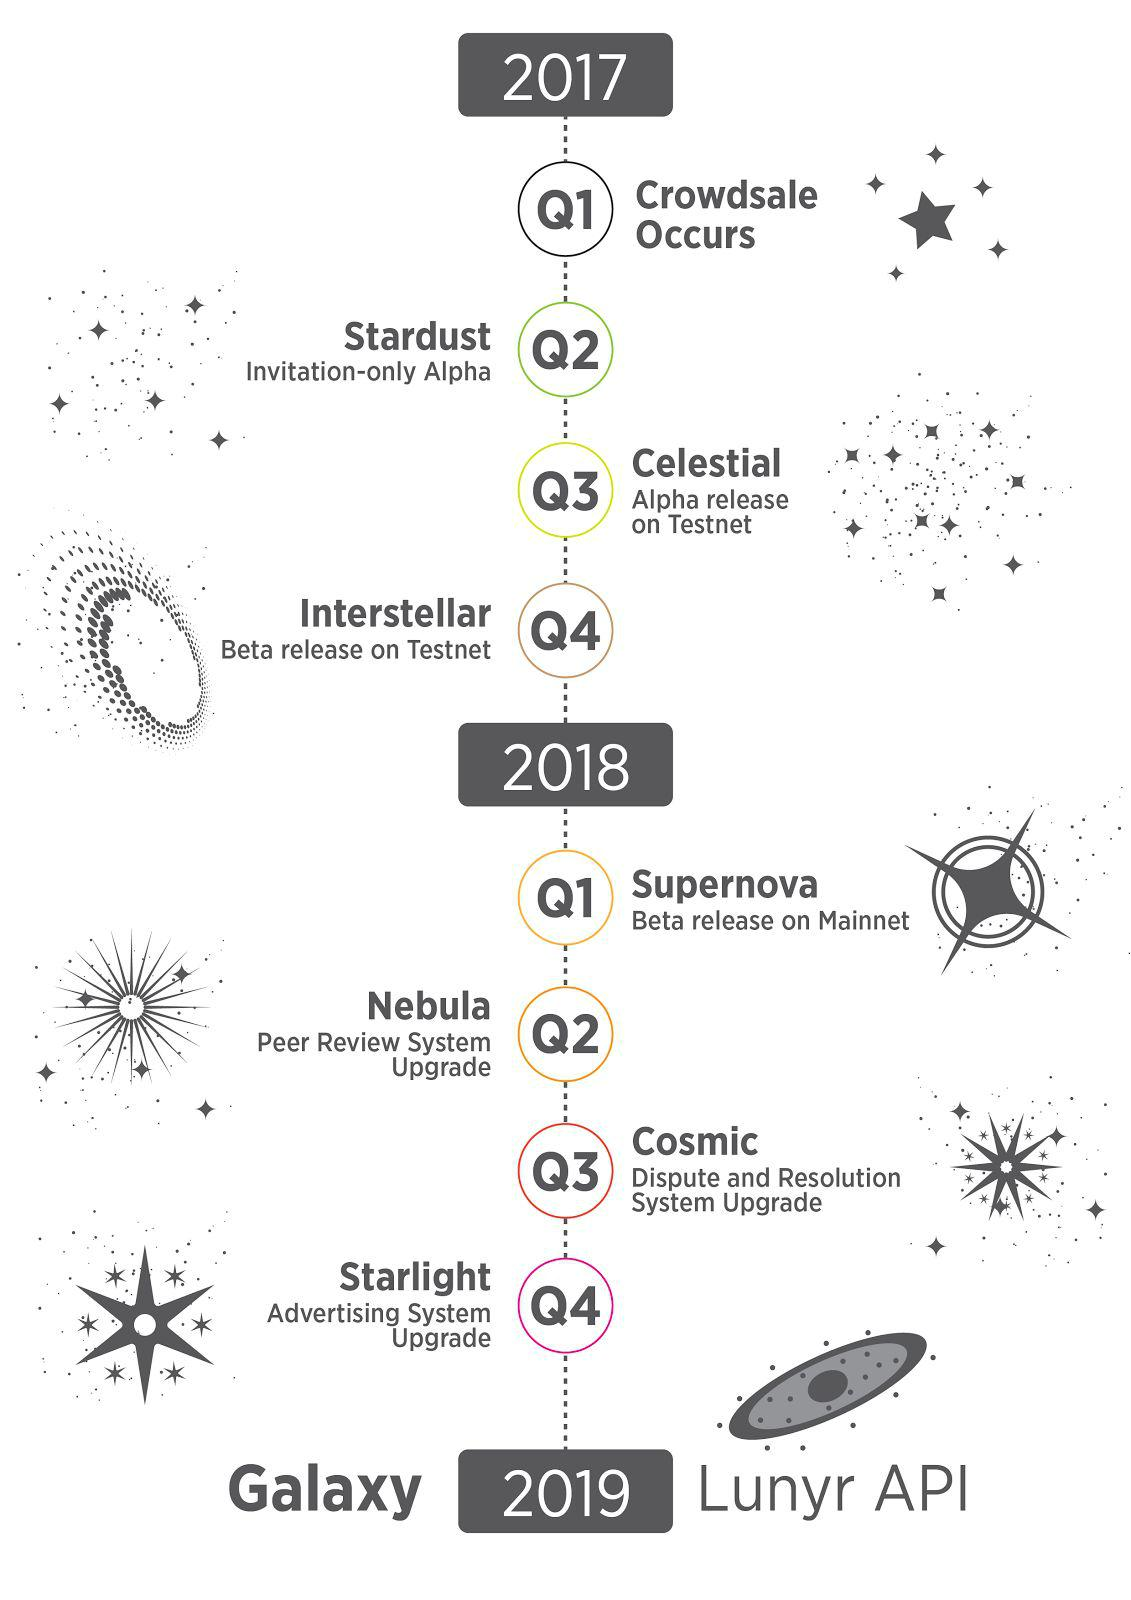 2017
Q1
Crowdsale
Occurs
Stardust
Invitation-only Alpha
Q2
Q3
Celestial
Alpha release
on Testnet
Interstellar
Beta release on Testnet
Q4
2018
Q1
Supernova
Beta release on Mainnet
Nebula
Peer Review System
Upgrade
Q2
Q3
Cosmic
Dispute and Resolution
System Upgrade
Starlight
Advertising System
Upgrade
Q4
Galaxy 2019 Lunyr API